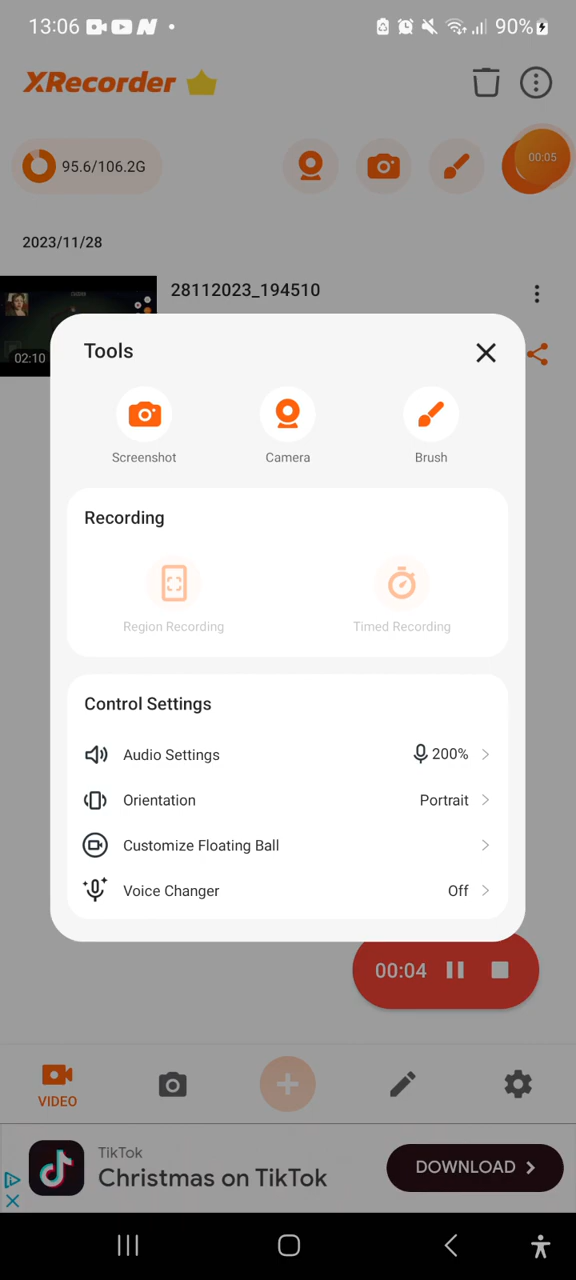 13:06
90%
XRecorder
95.6/106.2G
00:05
2023/11/28
28112023_194510
02:10
Tools
Screenshot
Camera
Brush
Recording
Region Recording
Timed Recording
Control Settings
Audio Settings 200%
Orientation Portrait
Customize Floating Ball
Voice Changer Off
00:04
VIDEO
TikTok
Christmas on TikTok
DOWNLOAD